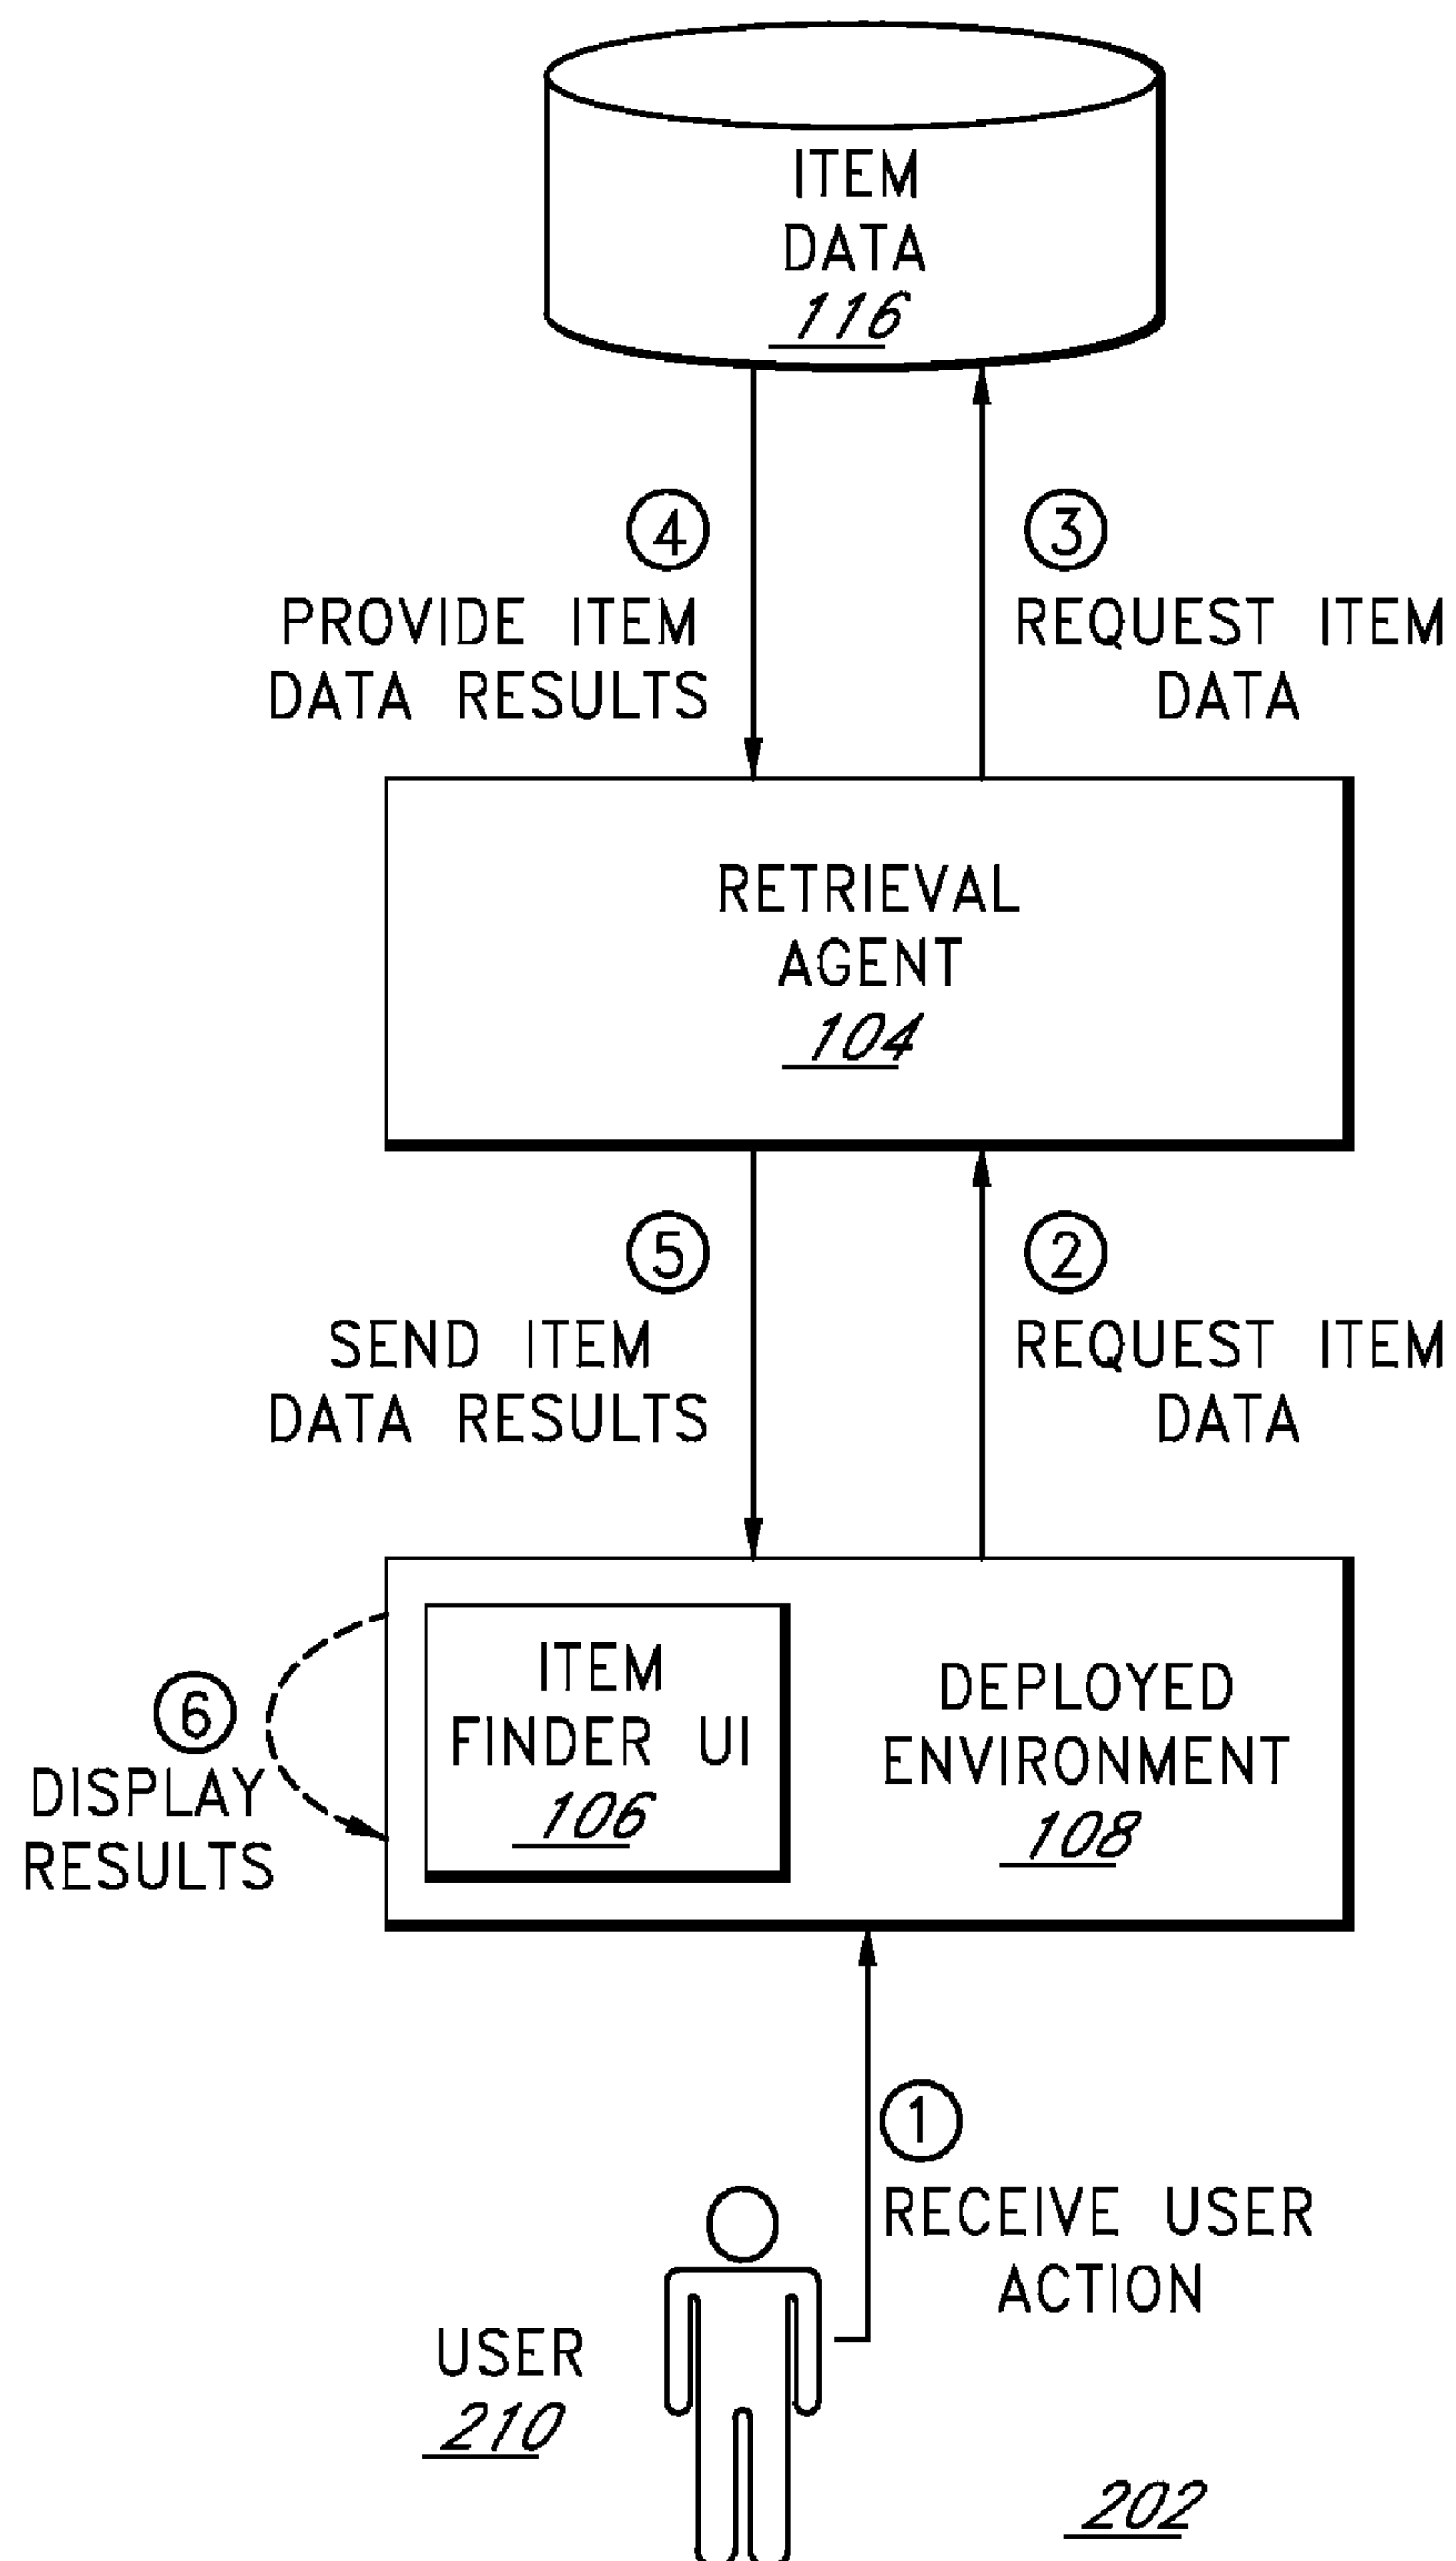 ITEM
DATA
116
4
3
PROVIDE ITEM
DATA RESULTS
REQUEST ITEM
DATA
RETRIEVAL
AGENT
104
5
2
SEND ITEM
DATA RESULTS
REQUEST ITEM
DATA
6
DISPLAY
RESULTS
ITEM
FINDER UI
106
DEPLOYED
ENVIRONMENT
108
1
RECEIVE USER
ACTION
USER
210
202